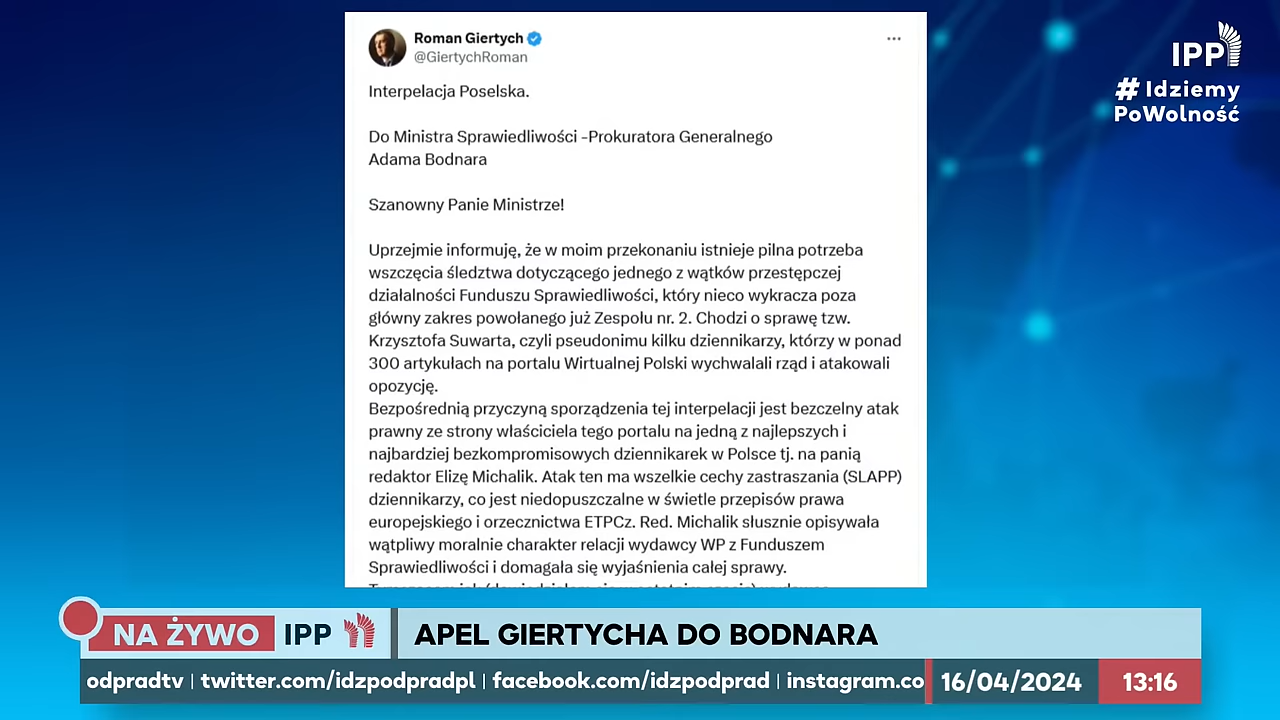 Roman Giertych
@GiertychRoman
Interpelacja Poselska.
Do Ministra Sprawiedliwości -Prokuratora Generalnego
Adama Bodnara
Szanowny Panie Ministrze!
Uprzejmie informuję, że w moim przekonaniu istnieje pilna potrzeba
wszczęcia śledztwa dotyczącego jednego z wątków przestępczej
działalności Funduszu Sprawiedliwości, który nieco wykracza poza
główny zakres powołanego już Zespołu nr. 2. Chodzi o sprawę tzw.
Krzysztofa Suwarta, czyli pseudonimu kilku dziennikarzy, którzy w ponad
300 artykułach na portalu Wirtualnej Polski wychwalali rząd i atakowali
opozycję.
Bezpośrednią przyczyną sporządzenia tej interpelacji jest bezczelny atak
prawny ze strony właściciela tego portalu na jedną z najlepszych i
najbardziej bezkompromisowych dziennikarek w Polsce tj. na panią
redaktor Elizę Michalik. Atak ten ma wszelkie cechy zastraszania (SLAPP)
dziennikarzy, co jest niedopuszczalne w świetle przepisów prawa
europejskiego i orzecznictwa ETPCz. Red. Michalik słusznie opisywała
wątpliwy moralnie charakter relacji wydawcy WP z Funduszem
Sprawiedliwości i domagała się wyjaśnienia całej sprawy.
IPP
# Idziemy
PoWolność
NA ŻYWO IPP
APEL GIERTYCHA DO BODNARA
odpradtv | twitter.com/idzpodpradpl | facebook.com/idzpodprad | instagram.co
16/04/2024 13:16